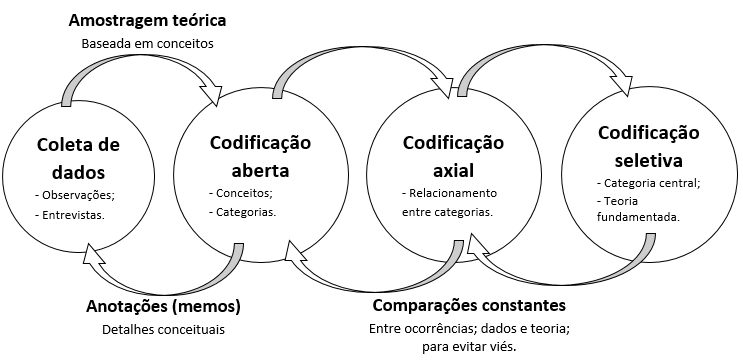 Amostragem teórica
Baseada em conceitos
Coleta de
dados
- Observações;
- Entrevistas.
Codificação
aberta
- Conceitos;
- Categorias.
Codificação
axial
- Relacionamento
entre categorias.
Codificação
seletiva
- Categoria central;
- Teoria
fundamentada.
Anotações (memos)
Detalhes conceituais
Comparações constantes
Entre ocorrências; dados e teoria;
para evitar viés.